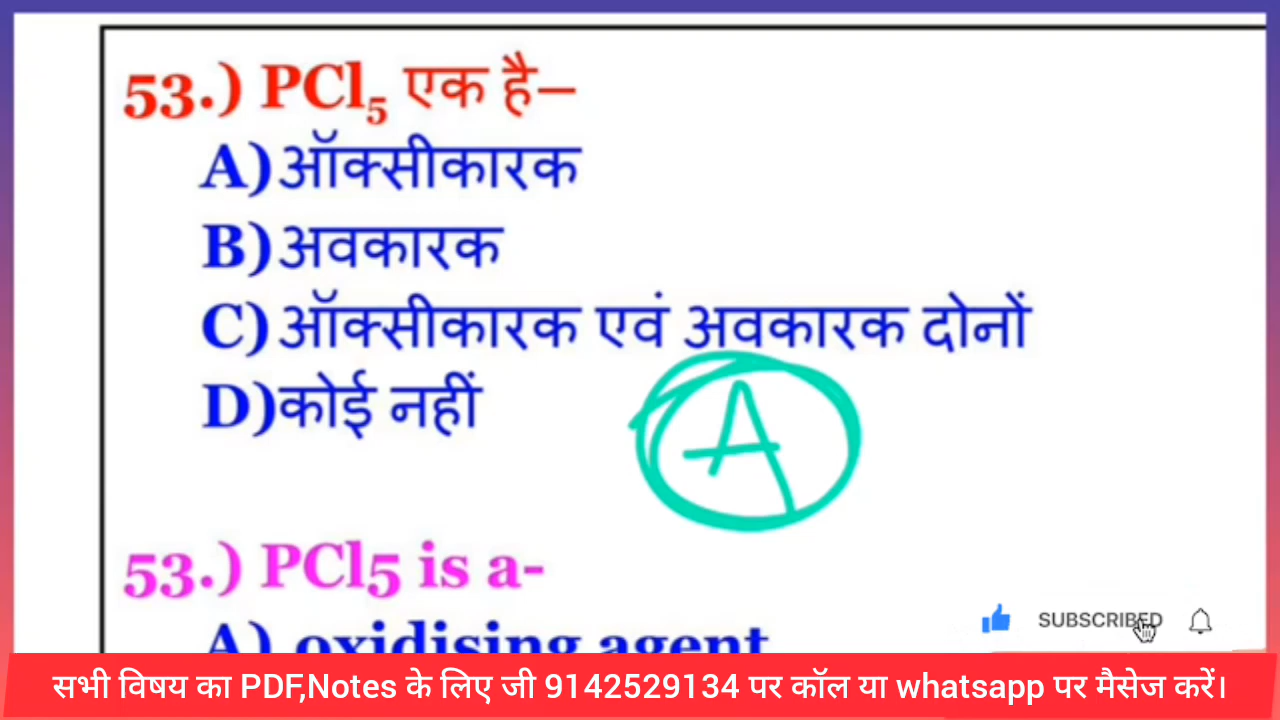 53.) PCl₅ एक है–
A)ऑक्सीकारक
B)अवकारक
C)ऑक्सीकारक एवं अवकारक दोनों
D)कोई नहीं
A
53.) PCl5 is a-
A) oxidising agent
SUBSCRIBED
सभी विषय का PDF,Notes के लिए जी 9142529134 पर कॉल या whatsapp पर मैसेज करें।